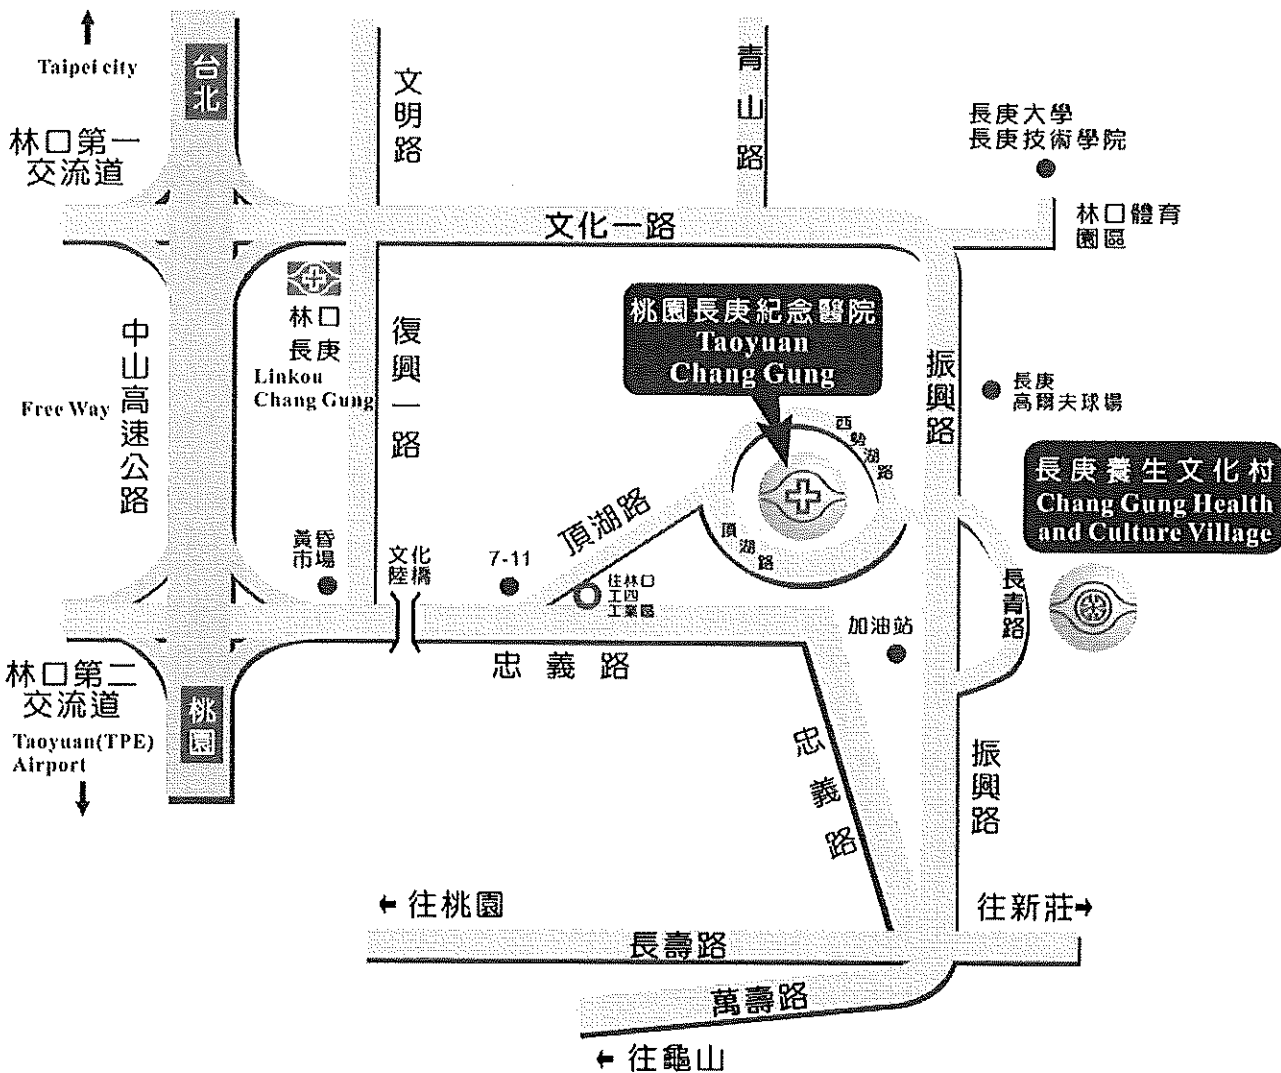 Taipei city
台北
林口第一
交流道
文明路
青山路
長庚大學
長庚技術學院
林口體育
園區
文化一路
林口
長庚
Linkou
Chang Gung
中山高速公路
Free Way
復興一路
桃園長庚紀念醫院
Taoyuan
Chang Gung
振興路
長庚
高爾夫球場
西勢湖路
長庚養生文化村
Chang Gung Health
and Culture Village
頂湖路
頂湖路
黃昏
市場
文化
陸橋
7-11
往林口
工四
工業區
長青路
加油站
忠義路
林口第二
交流道
桃園
Taoyuan(TPE)
Airport
忠義路
振興路
往桃園
往新莊
長壽路
萬壽路
往龜山